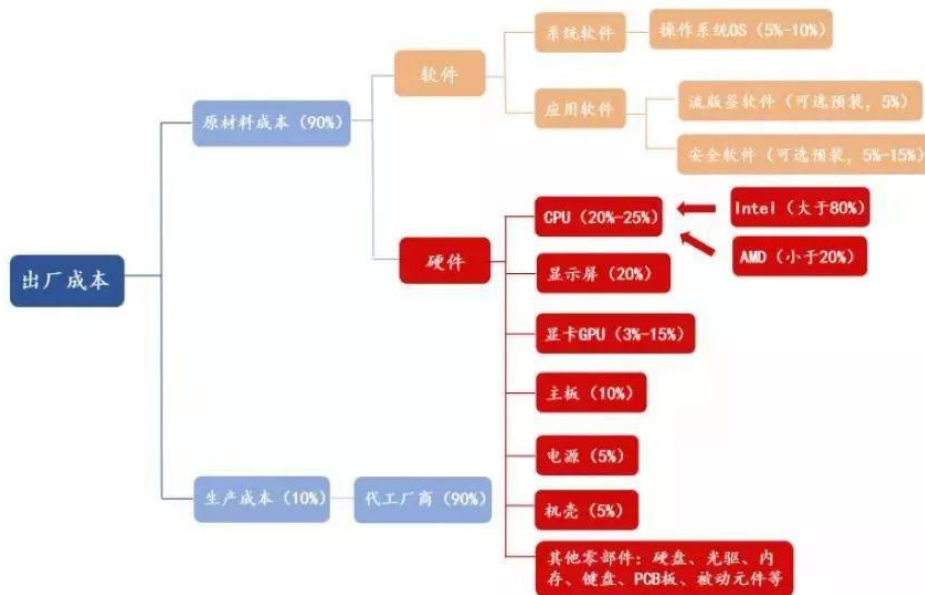 出厂成本
原材料成本（90%）
软件
系统软件
操作系统OS（5%-10%）
应用软件
流版签软件（可选预装，5%）
安全软件（可选预装，5%-15%）
硬件
CPU（20%-25%）
Intel（大于80%）
AMD（小于20%）
显示屏（20%）
显卡GPU（3%-15%）
主板（10%）
电源（5%）
机壳（5%）
其他零部件：硬盘、光驱、内
存、键盘、PCB板、被动元件等
生产成本（10%）
代工厂商（90%）